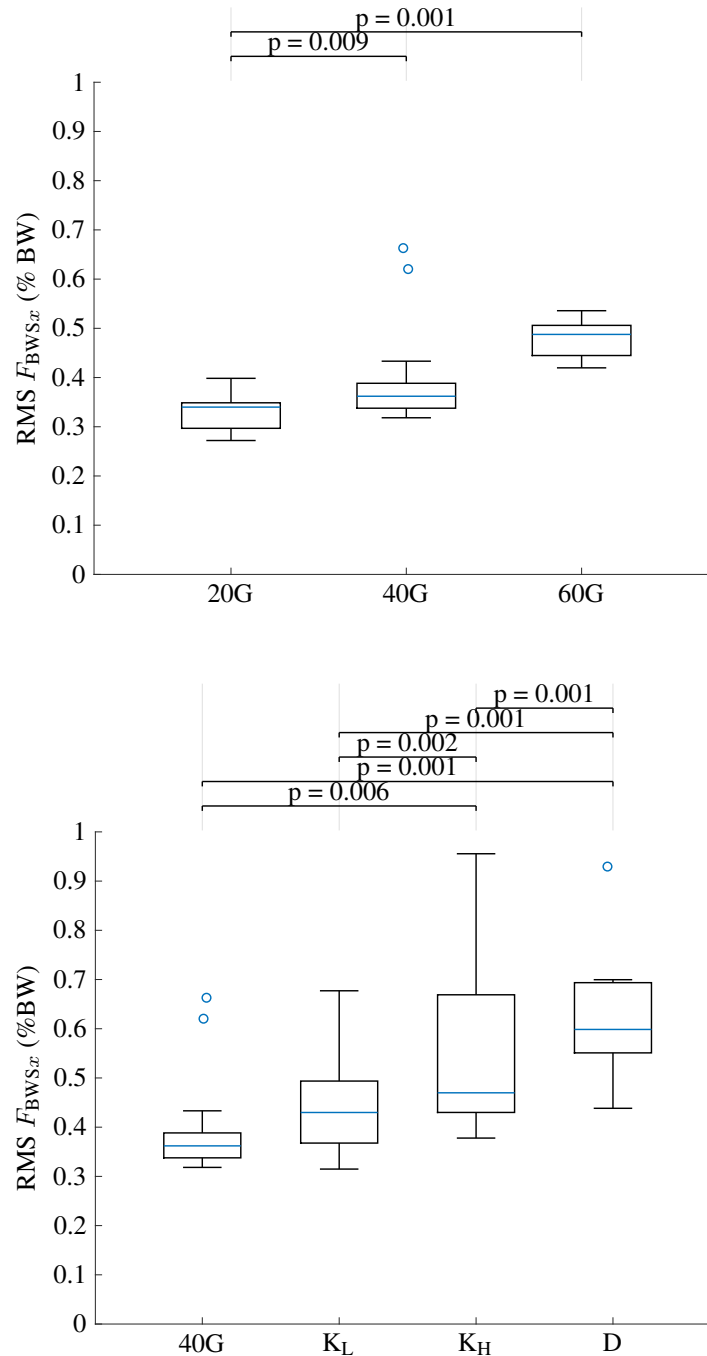 p = 0.001
p = 0.009
1
0.9
0.8
0.7
0.6
0.5
0.4
0.3
0.2
0.1
0
RMS F_BWSx (% BW)
20G 40G 60G
p = 0.001
p = 0.001
p = 0.002
p = 0.001
p = 0.006
1
0.9
0.8
0.7
0.6
0.5
0.4
0.3
0.2
0.1
0
RMS F_BWSx (%BW)
40G K_L K_H D